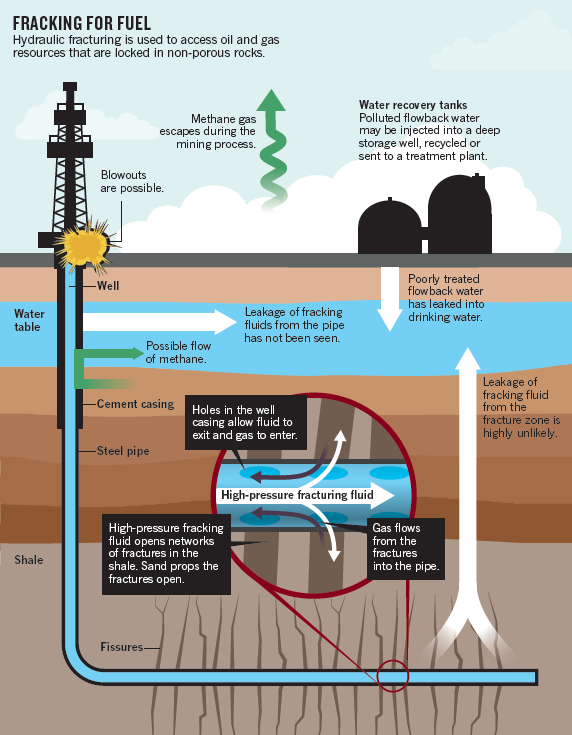 FRACKING FOR FUEL
Hydraulic fracturing is used to access oil and gas
resources that are locked in non-porous rocks.
Methane gas
escapes during the
mining process.
Water recovery tanks
Polluted flowback water
may be injected into a deep
storage well, recycled or
sent to a treatment plant.
Blowouts
are possible.
Well
Poorly treated
flowback water
has leaked into
drinking water.
Water
table
Leakage of fracking
fluids from the pipe
has not been seen.
Possible flow
of methane.
Cement casing
Leakage of
fracking fluid
from the
fracture zone is
highly unlikely.
Holes in the well
casing allow fluid to
exit and gas to enter.
Steel pipe
High-pressure fracturing fluid
High-pressure fracking
fluid opens networks
of fractures in the
shale. Sand props the
fractures open.
Gas flows
from the
fractures
into the pipe.
Shale
Fissures